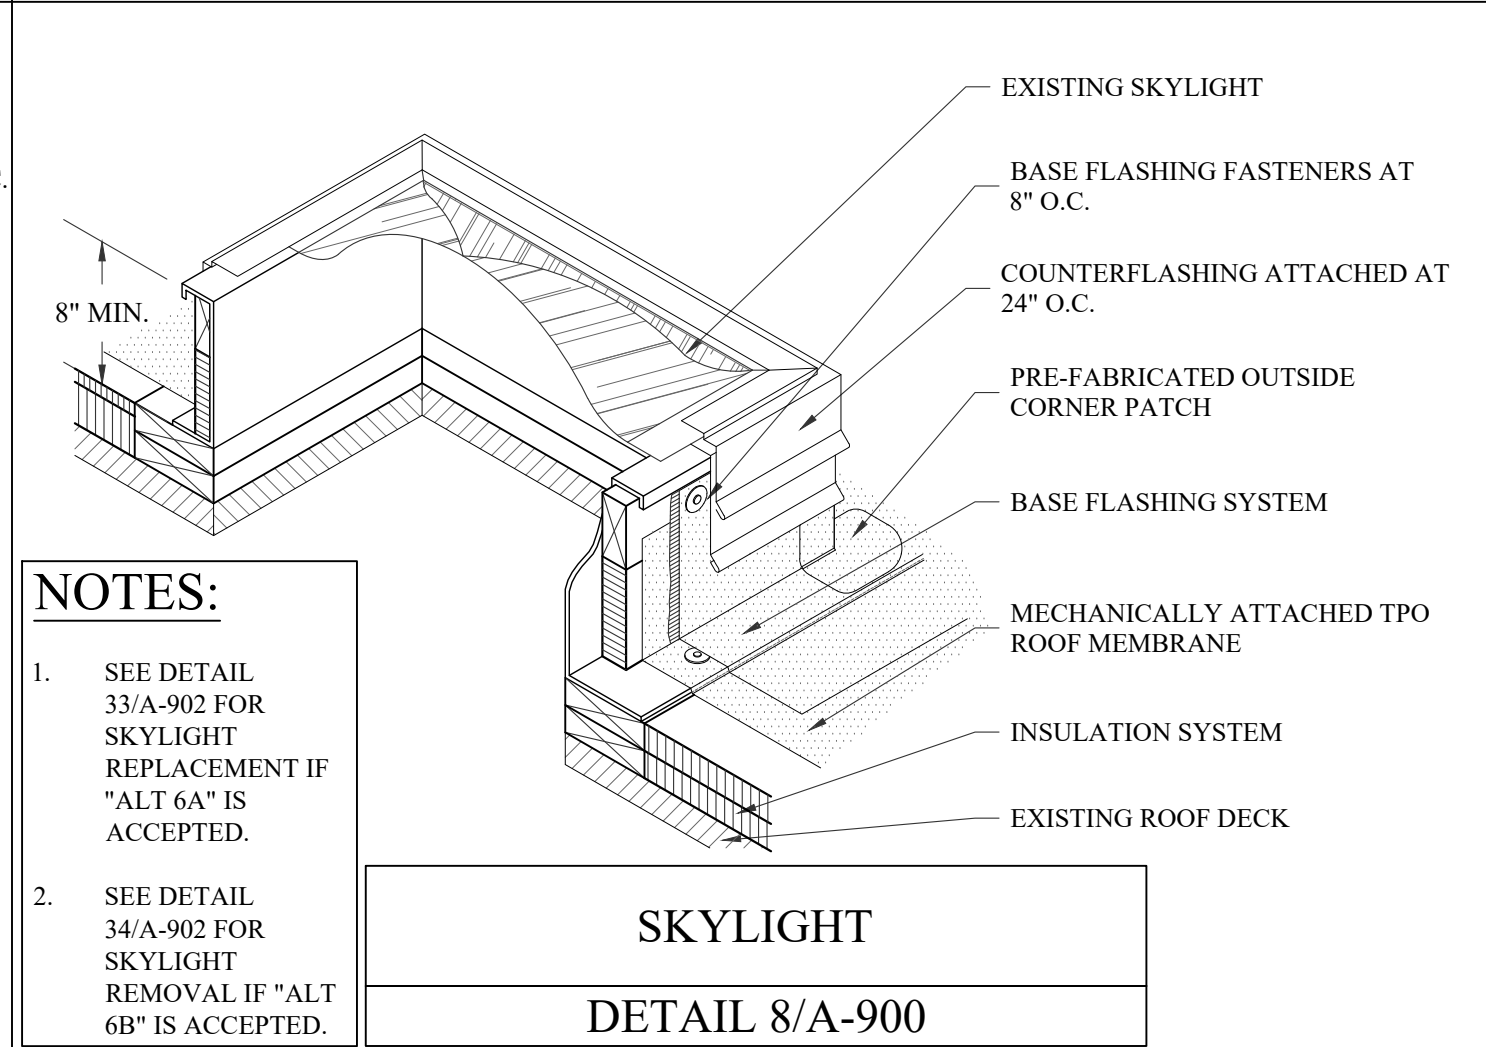 EXISTING SKYLIGHT
BASE FLASHING FASTENERS AT
8" O.C.
COUNTERFLASHING ATTACHED AT
24" O.C.
PRE-FABRICATED OUTSIDE
CORNER PATCH
BASE FLASHING SYSTEM
MECHANICALLY ATTACHED TPO
ROOF MEMBRANE
INSULATION SYSTEM
EXISTING ROOF DECK
8" MIN.
NOTES:
1. SEE DETAIL
33/A-902 FOR
SKYLIGHT
REPLACEMENT IF
"ALT 6A" IS
ACCEPTED.
2. SEE DETAIL
34/A-902 FOR
SKYLIGHT
REMOVAL IF "ALT
6B" IS ACCEPTED.
SKYLIGHT
DETAIL 8/A-900